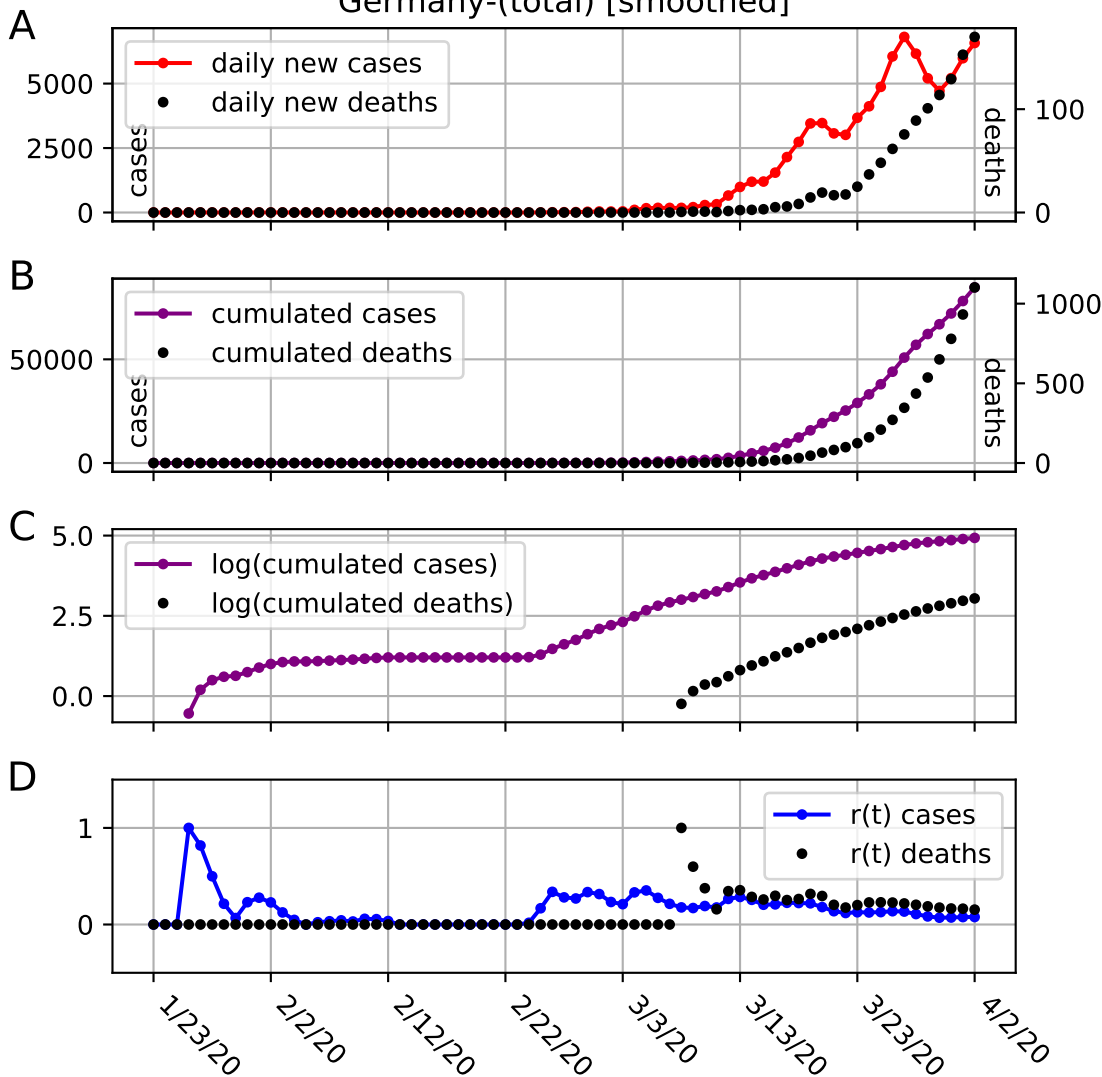 Germany-(total) [smoothed]
A
daily new cases
daily new deaths
5000
2500
0
cases
100
0
deaths
B
cumulated cases
cumulated deaths
50000
0
cases
1000
500
0
deaths
C
log(cumulated cases)
log(cumulated deaths)
5.0
2.5
0.0
D
r(t) cases
r(t) deaths
1
0
1/23/20
2/2/20
2/12/20
2/22/20
3/3/20
3/13/20
3/23/20
4/2/20